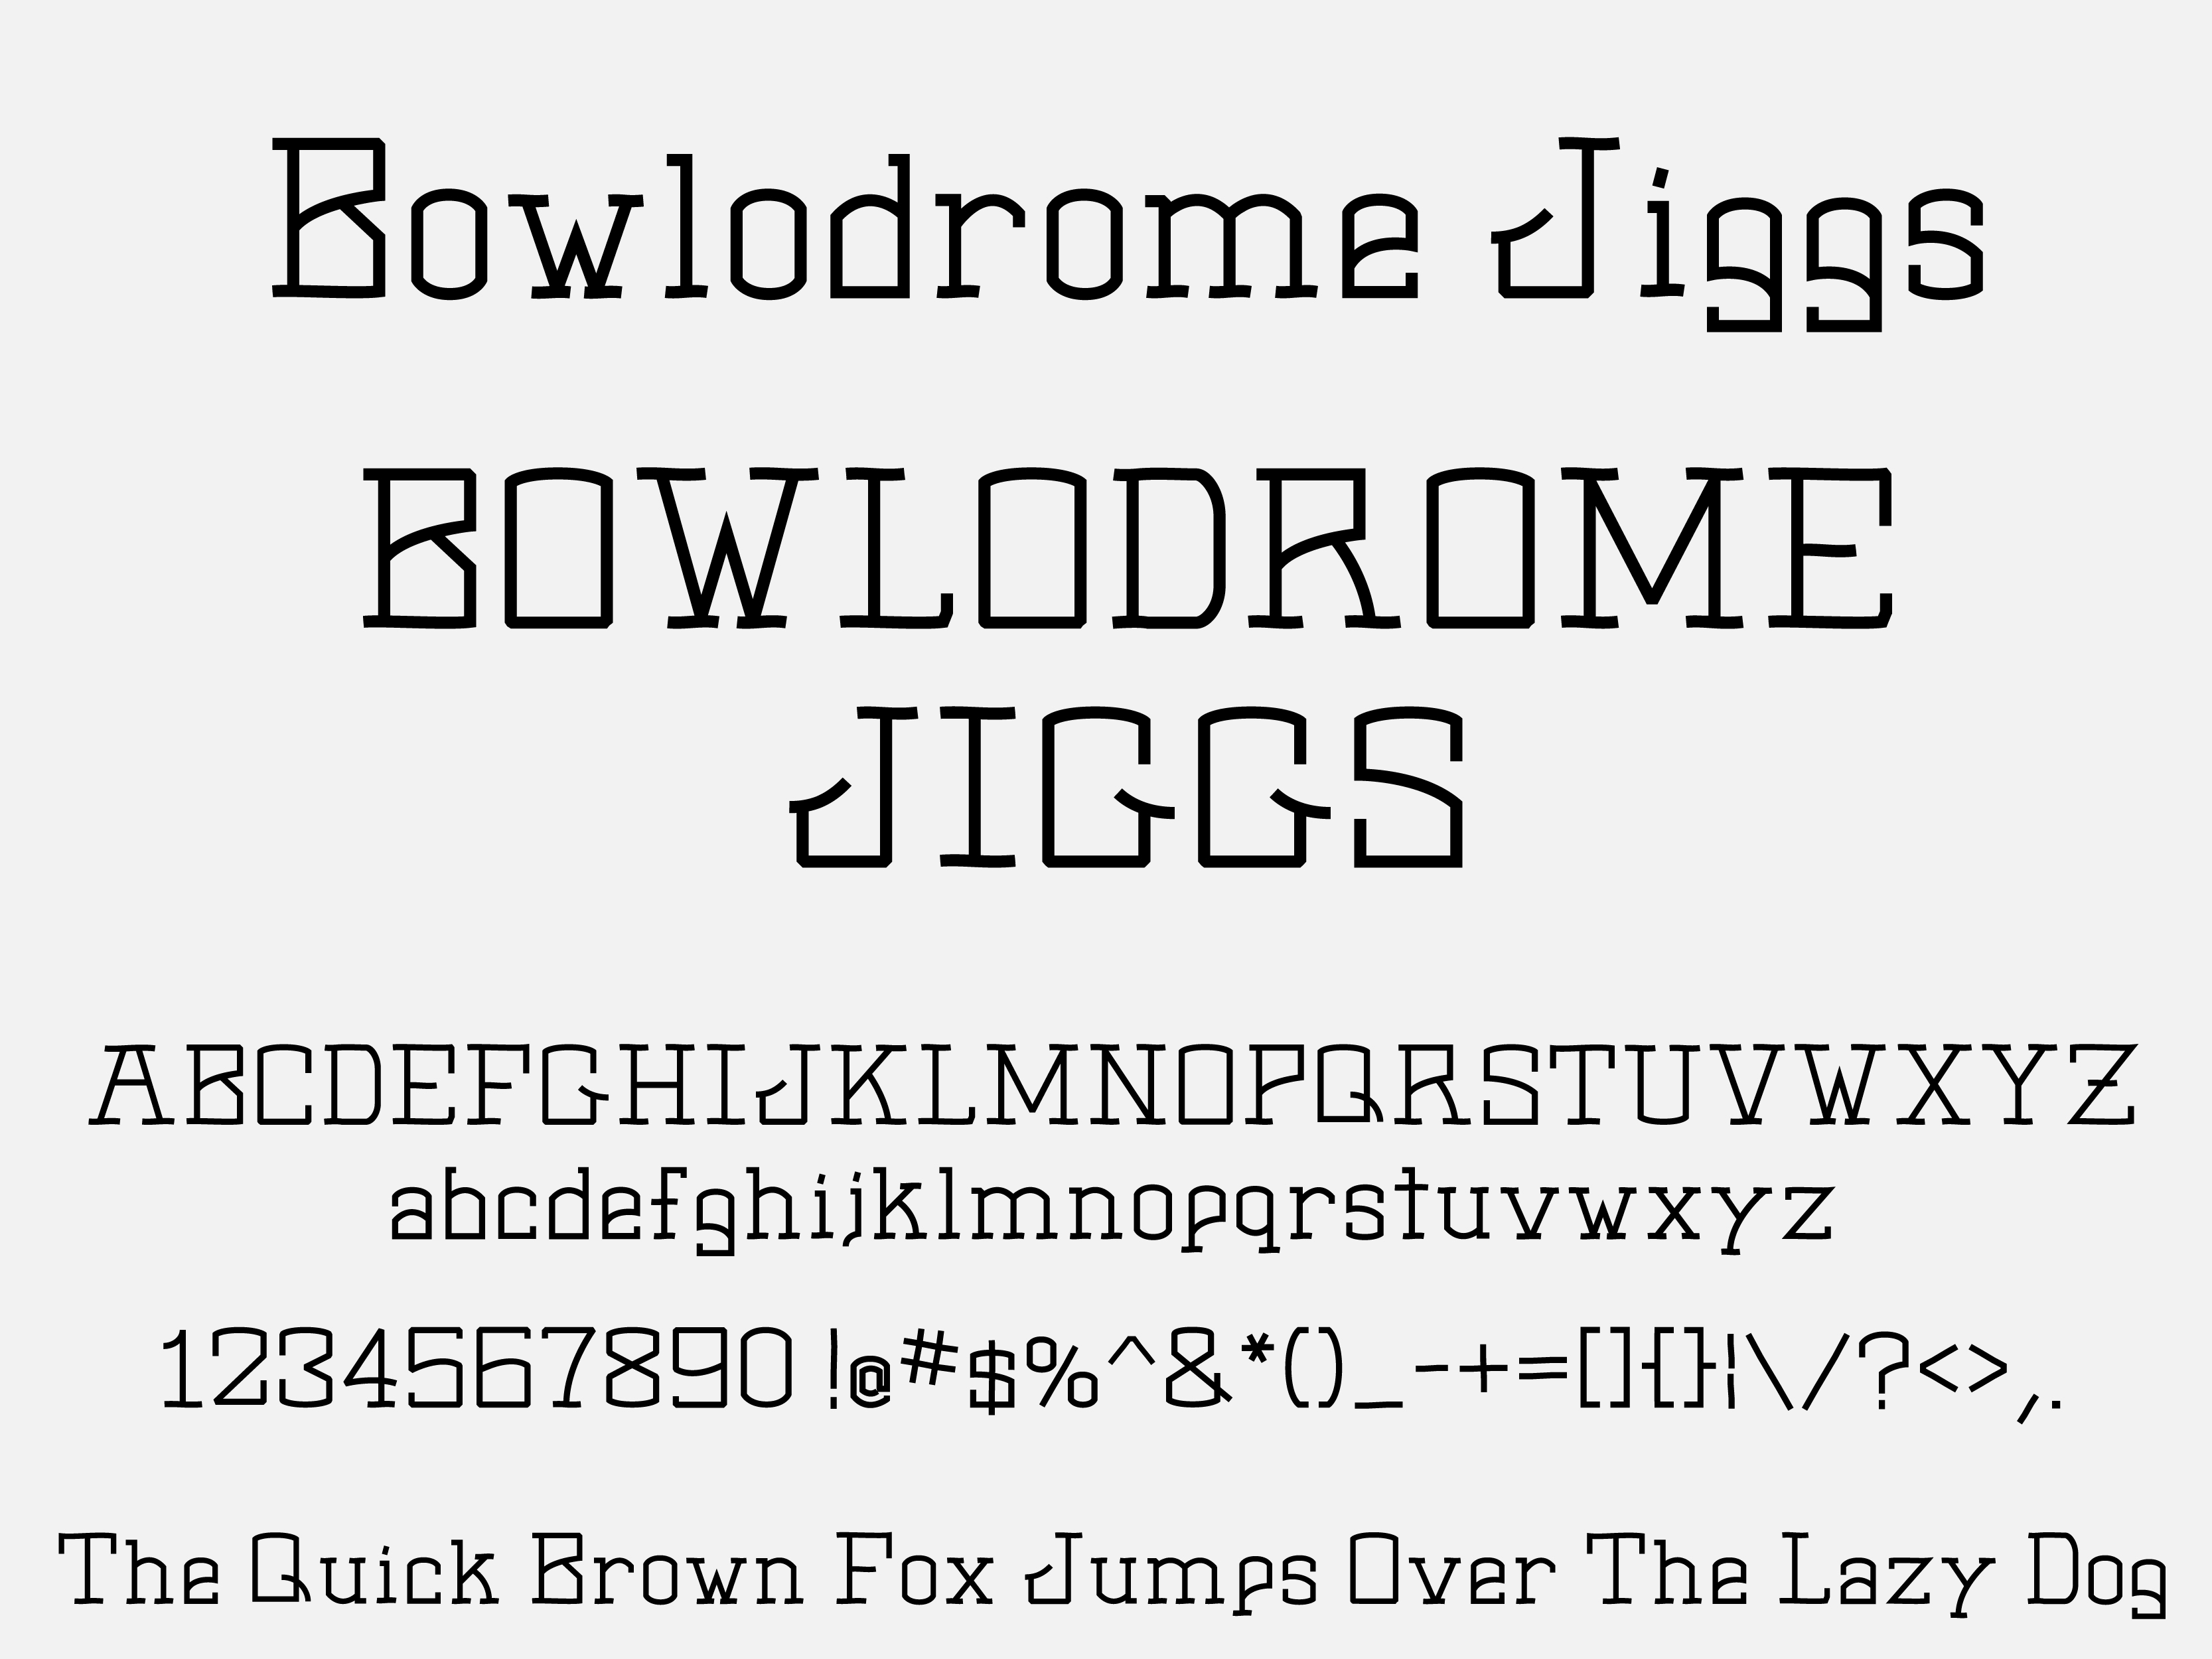 Bowlodrome Jiggs
BOWLODROME
JIGGS
ABCDEFGHIJKLMNOPQRSTUVWXYZ
abcdefghijklmnopqrstuvwxyz
1234567890 !@#$%^&*()_-+=[]{}¦\/?<>,.
The Quick Brown Fox Jumps Over The Lazy Dog